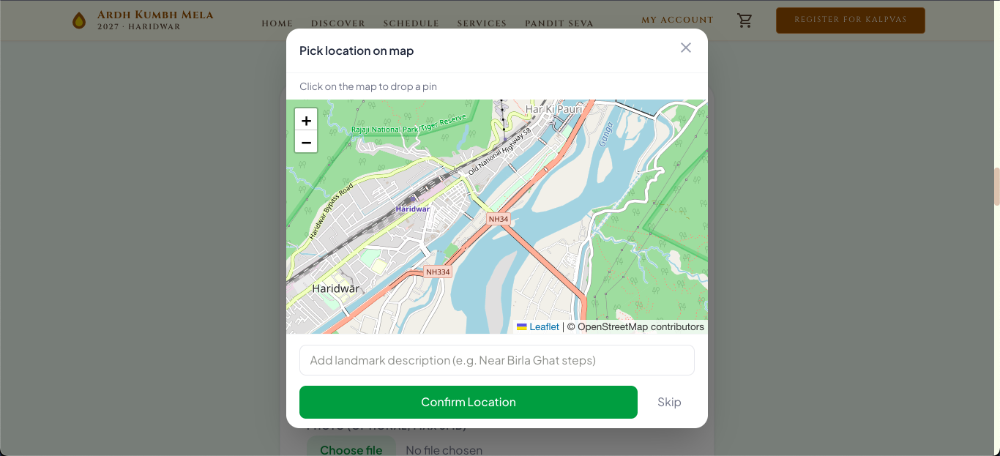 ARDH KUMBH MELA
2027 · HARIDWAR
HOME DISCOVER SCHEDULE SERVICES PANDIT SEVA
MY ACCOUNT
REGISTER FOR KALPVAS
Pick location on map
Click on the map to drop a pin
+
−
Har Ki Pauri
Rajaji National Park/Tiger Reserve
Ganga
Old National Highway 58
Haridwar Bypass Road
Haridwar
NH34
NH334
Haridwār
Leaflet | © OpenStreetMap contributors
Add landmark description (e.g. Near Birla Ghat steps)
Confirm Location
Skip
Choose file No file chosen